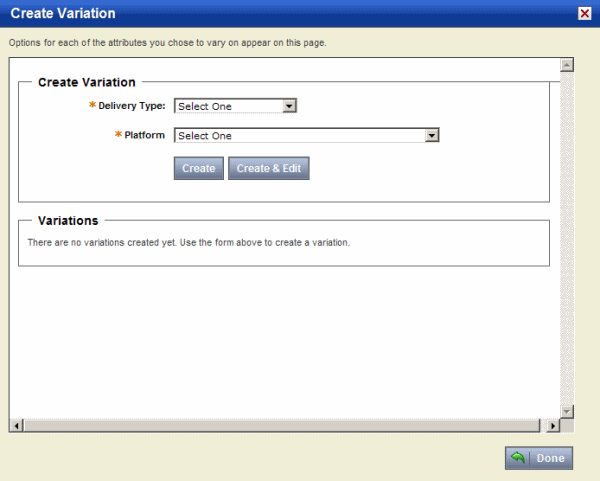 Create Variation
Options for each of the attributes you chose to vary on appear on this page.
Create Variation
* Delivery Type: Select One
* Platform Select One
Create Create & Edit
Variations
There are no variations created yet. Use the form above to create a variation.
Done